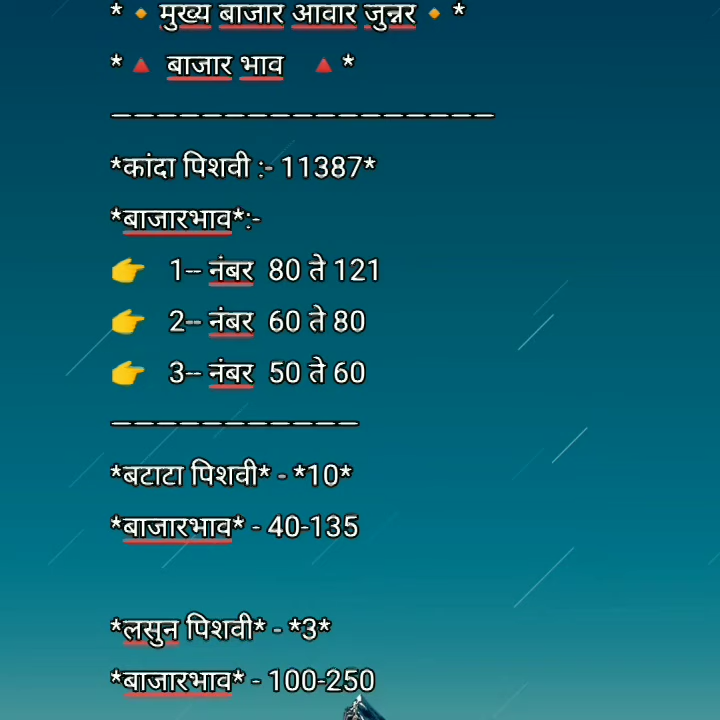 * 🔸 मुख्य बाजार आवार जुन्नर 🔸 *
* 🔺 बाजार भाव 🔺 *
—————————————————
*कांदा पिशवी :- 11387*
*बाजारभाव*:-
👉 1-- नंबर 80 ते 121
👉 2-- नंबर 60 ते 80
👉 3-- नंबर 50 ते 60
———————————
*बटाटा पिशवी* - *10*
*बाजारभाव* - 40-135
*लसुन पिशवी* - *3*
*बाजारभाव* - 100-250